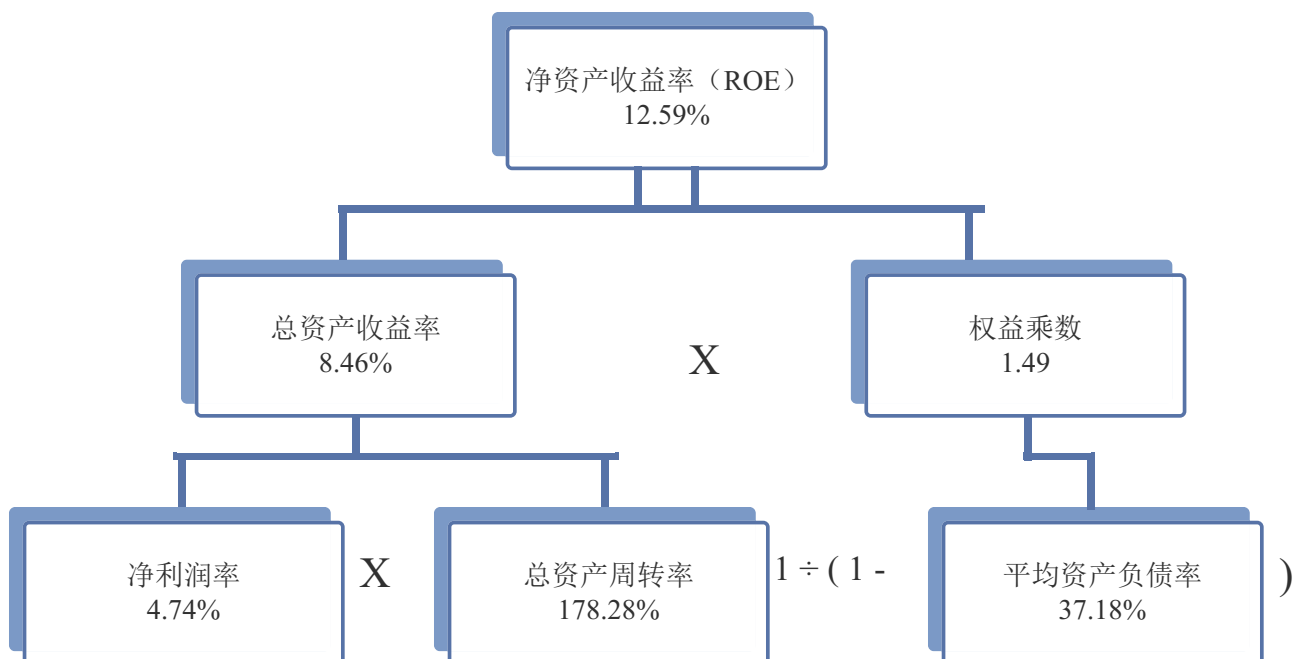 净资产收益率（ROE）
12.59%
总资产收益率
8.46%
X
权益乘数
1.49
净利润率
4.74%
X
总资产周转率
178.28%
1 ÷ ( 1 -
平均资产负债率
37.18%
)